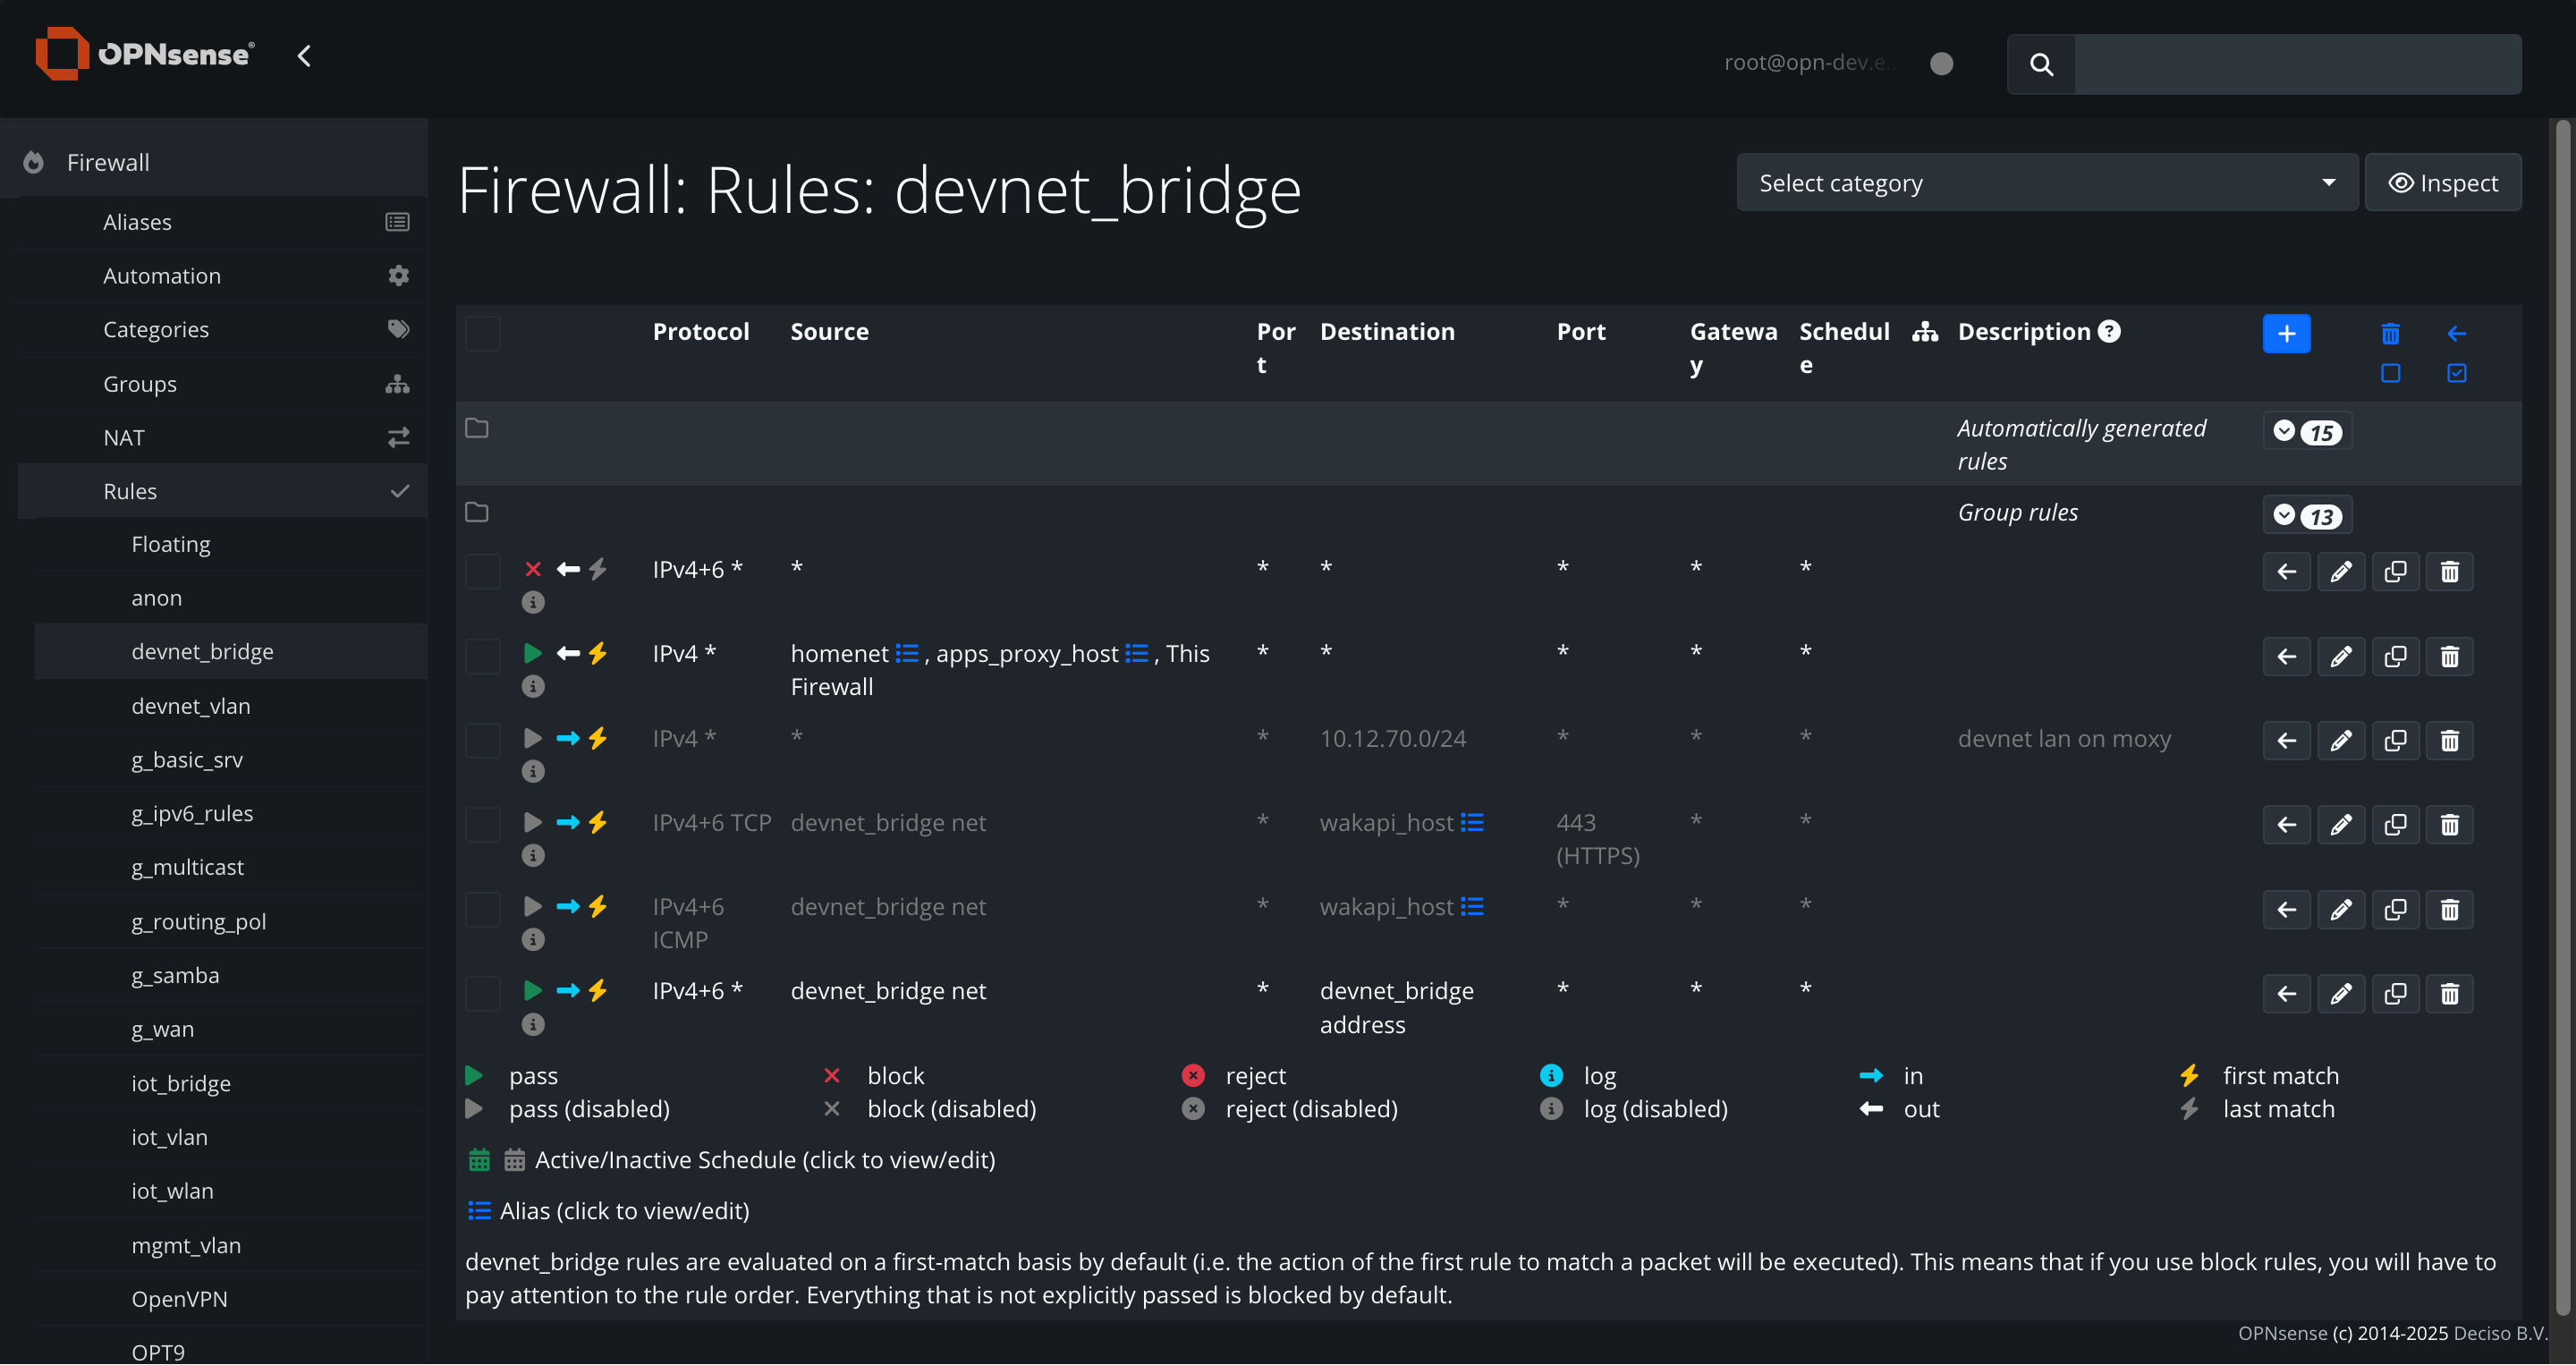 OPNsense®
root@opn-dev.e...
Firewall
Firewall: Rules: devnet_bridge
Select category
Inspect
Aliases
Automation
Categories
Groups
NAT
Rules
Floating
anon
devnet_bridge
devnet_vlan
g_basic_srv
g_ipv6_rules
g_multicast
g_routing_pol
g_samba
g_wan
iot_bridge
iot_vlan
iot_wlan
mgmt_vlan
OpenVPN
OPT9
Protocol Source Por Destination Port Gatewa Schedul Description ?
t y e
Automatically generated 15
rules
Group rules 13
IPv4+6 * * * * * * *
IPv4 * homenet , apps_proxy_host , This * * * * *
Firewall
IPv4 * * * 10.12.70.0/24 * * * devnet lan on moxy
IPv4+6 TCP devnet_bridge net * wakapi_host 443 * *
(HTTPS)
IPv4+6 devnet_bridge net * wakapi_host * * *
ICMP
IPv4+6 * devnet_bridge net * devnet_bridge * * *
address
pass block reject log in first match
pass (disabled) block (disabled) reject (disabled) log (disabled) out last match
Active/Inactive Schedule (click to view/edit)
Alias (click to view/edit)
devnet_bridge rules are evaluated on a first-match basis by default (i.e. the action of the first rule to match a packet will be executed). This means that if you use block rules, you will have to
pay attention to the rule order. Everything that is not explicitly passed is blocked by default.
OPNsense (c) 2014-2025 Deciso B.V.